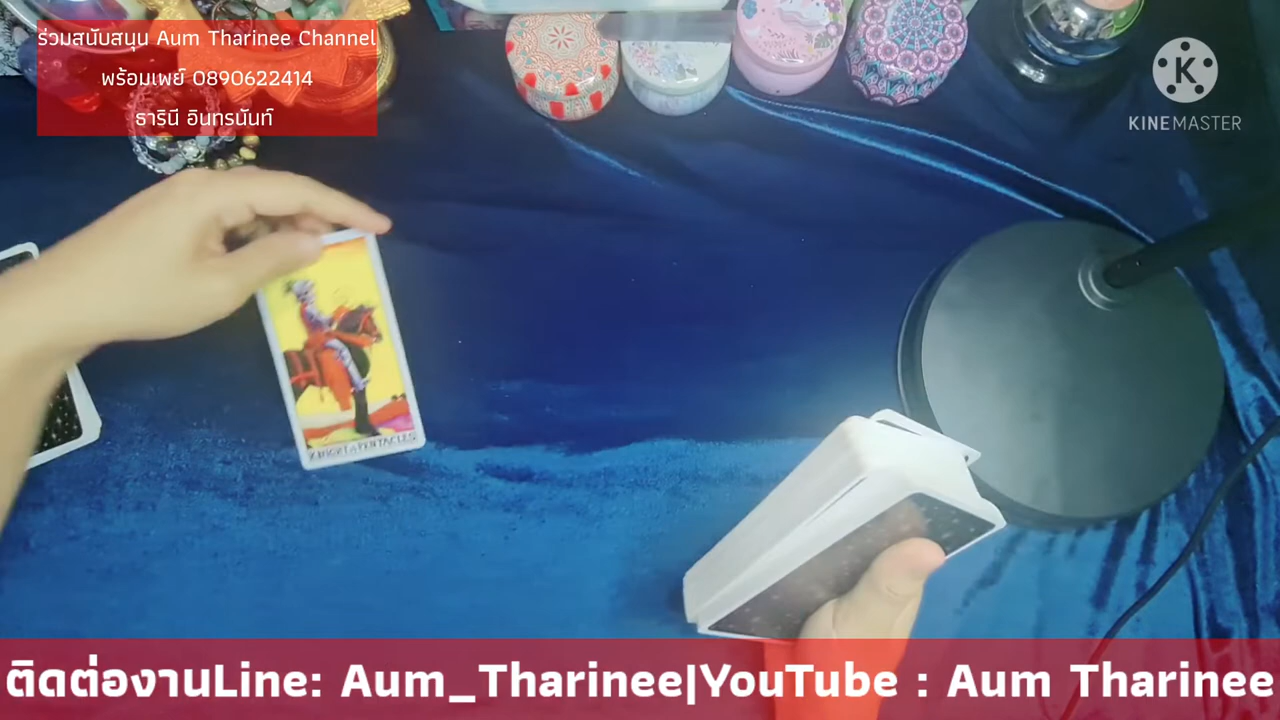 ร่วมสนับสนุน Aum Tharinee Channel
พร้อมเพย์ 0890622414
ธารินี อินทรนันท์
K
KINEMASTER
KNIGHT of PENTACLES
ติดต่องานLine: Aum_Tharinee|YouTube : Aum Tharinee